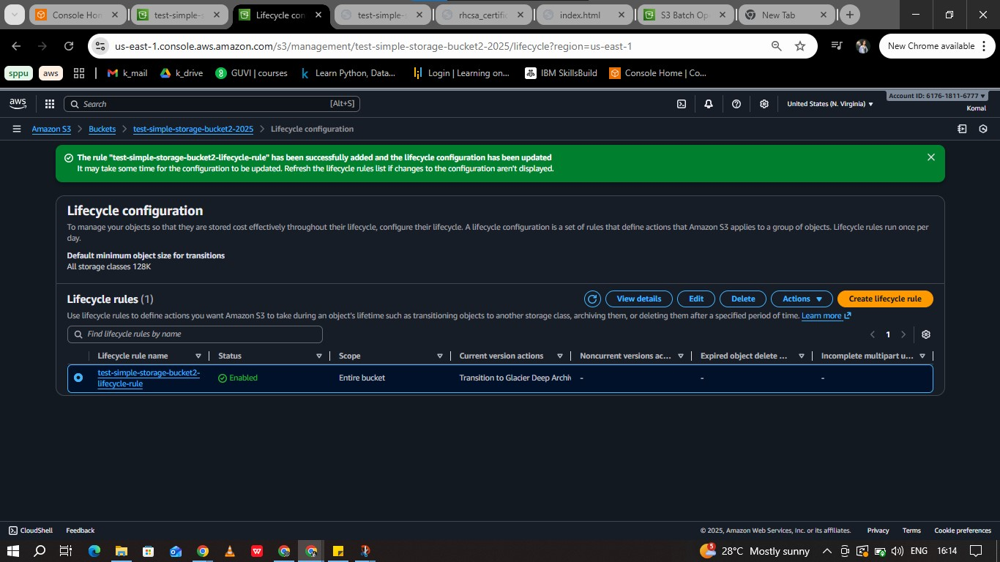 Console Hom
test-simple-s
Lifecycle con
test-simple-s
rhcsa_certific
index.html
S3 Batch Op
New Tab
us-east-1.console.aws.amazon.com/s3/management/test-simple-storage-bucket2-2025/lifecycle?region=us-east-1
New Chrome available
sppu
aws
k_mail
k_drive
GUVI | courses
Learn Python, Data...
Login | Learning on...
IBM SkillsBuild
Console Home | Co...
aws
Search
[Alt+S]
United States (N. Virginia)
Account ID: 6176-1811-6777
Komal
Amazon S3
Buckets
test-simple-storage-bucket2-2025
Lifecycle configuration
The rule "test-simple-storage-bucket2-lifecycle-rule" has been successfully added and the lifecycle configuration has been updated
It may take some time for the configuration to be updated. Refresh the lifecycle rules list if changes to the configuration aren't displayed.
Lifecycle configuration
To manage your objects so that they are stored cost effectively throughout their lifecycle, configure their lifecycle. A lifecycle configuration is a set of rules that define actions that Amazon S3 applies to a group of objects. Lifecycle rules run once per
day.
Default minimum object size for transitions
All storage classes 128K
Lifecycle rules (1)
View details
Edit
Delete
Actions
Create lifecycle rule
Use lifecycle rules to define actions you want Amazon S3 to take during an object's lifetime such as transitioning objects to another storage class, archiving them, or deleting them after a specified period of time. Learn more
Find lifecycle rules by name
1
Lifecycle rule name
Status
Scope
Current version actions
Noncurrent versions ac...
Expired object delete ...
Incomplete multipart u...
test-simple-storage-bucket2-
lifecycle-rule
Enabled
Entire bucket
Transition to Glacier Deep Archiv
-
-
-
CloudShell
Feedback
© 2025, Amazon Web Services, Inc. or its affiliates.
Privacy
Terms
Cookie preferences
5
28°C Mostly sunny
ENG
16:14